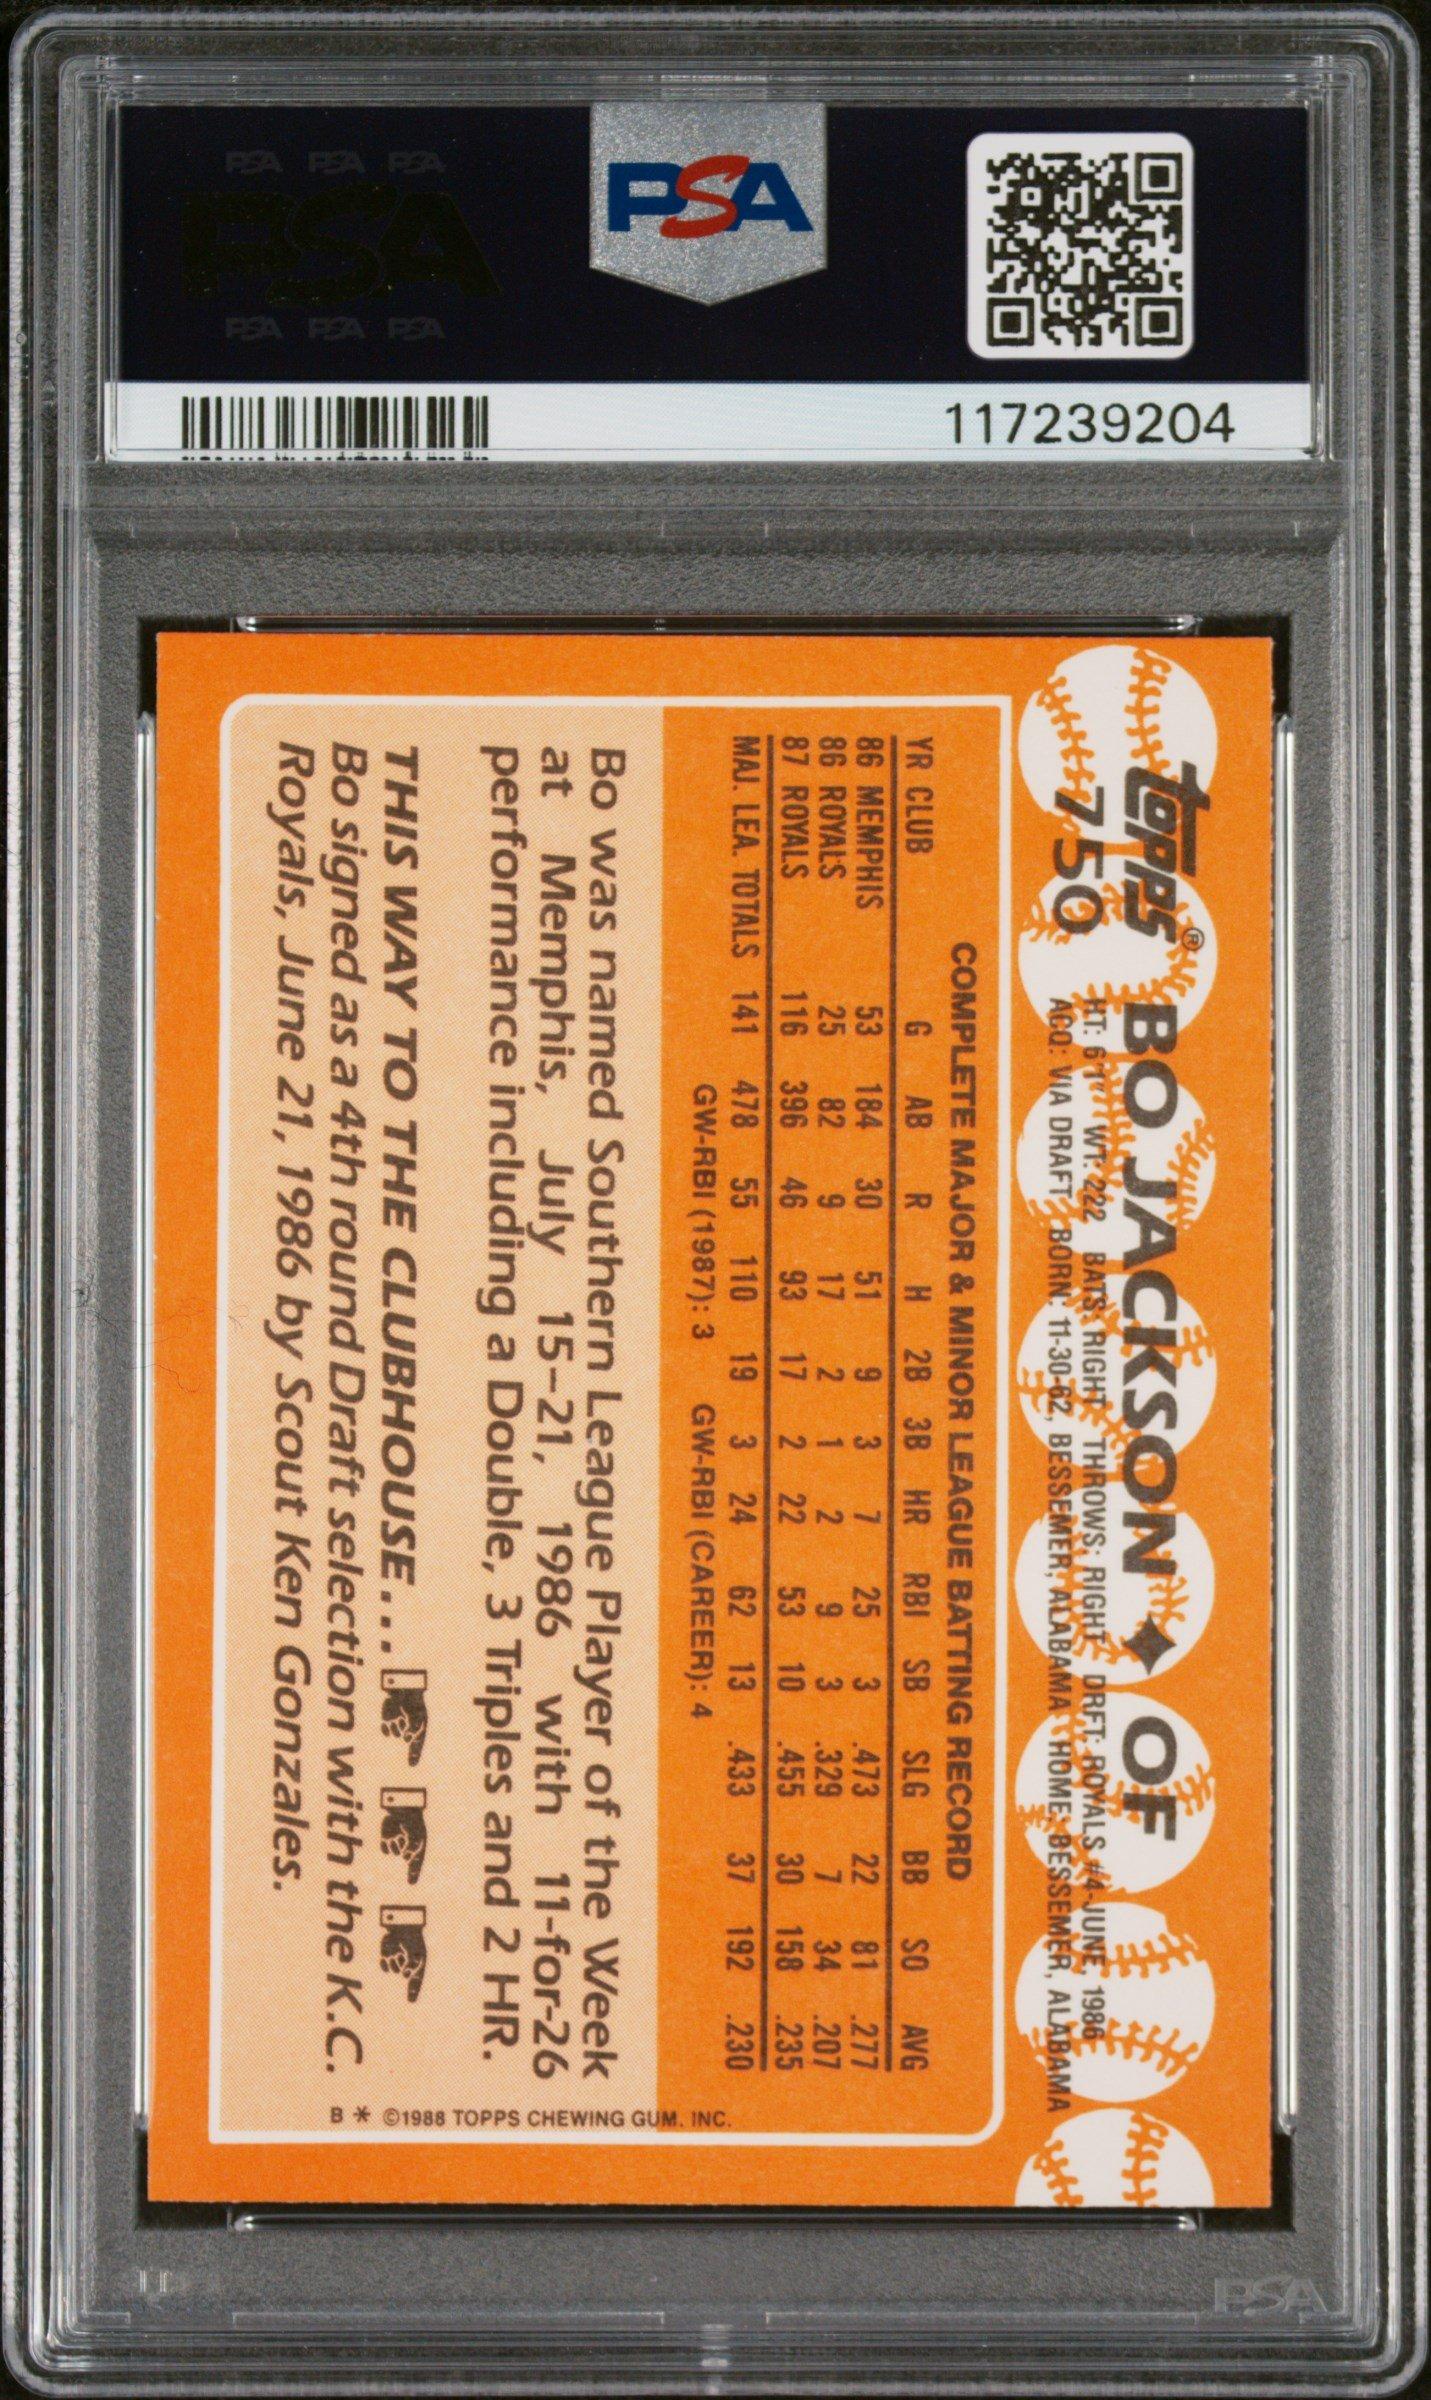 PSA PSA PSA
PSA
PSA PSA PSA
PSA
117239204
topps® BO JACKSON ✦ OF
750
HT: 6'1" WT: 222 BATS: RIGHT THROWS: RIGHT DRFT: ROYALS #4-JUNE, 1986
ACQ: VIA DRAFT BORN: 11-30-62, BESSEMER, ALABAMA HOME: BESSEMER, ALABAMA
COMPLETE MAJOR & MINOR LEAGUE BATTING RECORD
YR CLUB G AB R H 2B 3B HR RBI SB SLG BB SO AVG
86 MEMPHIS 53 184 30 51 9 3 7 25 3 .473 22 81 .277
86 ROYALS 25 82 9 17 2 1 2 9 3 .329 7 34 .207
87 ROYALS 116 396 46 93 17 2 22 53 10 .455 30 158 .235
MAJ. LEA. TOTALS 141 478 55 110 19 3 24 62 13 .433 37 192 .230
GW-RBI (1987): 3 GW-RBI (CAREER): 4
Bo was named Southern League Player of the Week
at Memphis, July 15–21, 1986 with 11-for-26
performance including a Double, 3 Triples and 2 HR.
THIS WAY TO THE CLUBHOUSE...
Bo signed as a 4th round Draft selection with the K.C.
Royals, June 21, 1986 by Scout Ken Gonzales.
B * ©1988 TOPPS CHEWING GUM, INC.
PSA